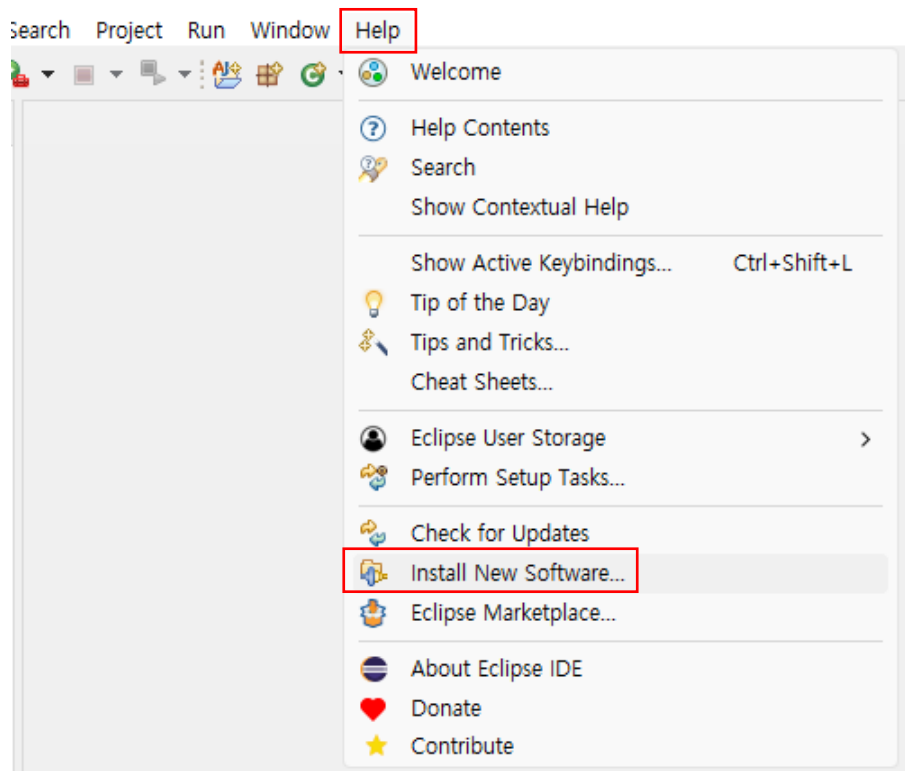 Search Project Run Window Help
Welcome
Help Contents
Search
Show Contextual Help
Show Active Keybindings... Ctrl+Shift+L
Tip of the Day
Tips and Tricks...
Cheat Sheets...
Eclipse User Storage
Perform Setup Tasks...
Check for Updates
Install New Software...
Eclipse Marketplace...
About Eclipse IDE
Donate
Contribute